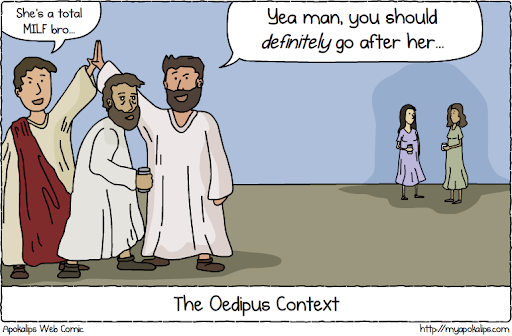 She's a total
MILF bro...
Yea man, you should
definitely go after her...
The Oedipus Context
Apokalips Web Comic
http://myapokalips.com